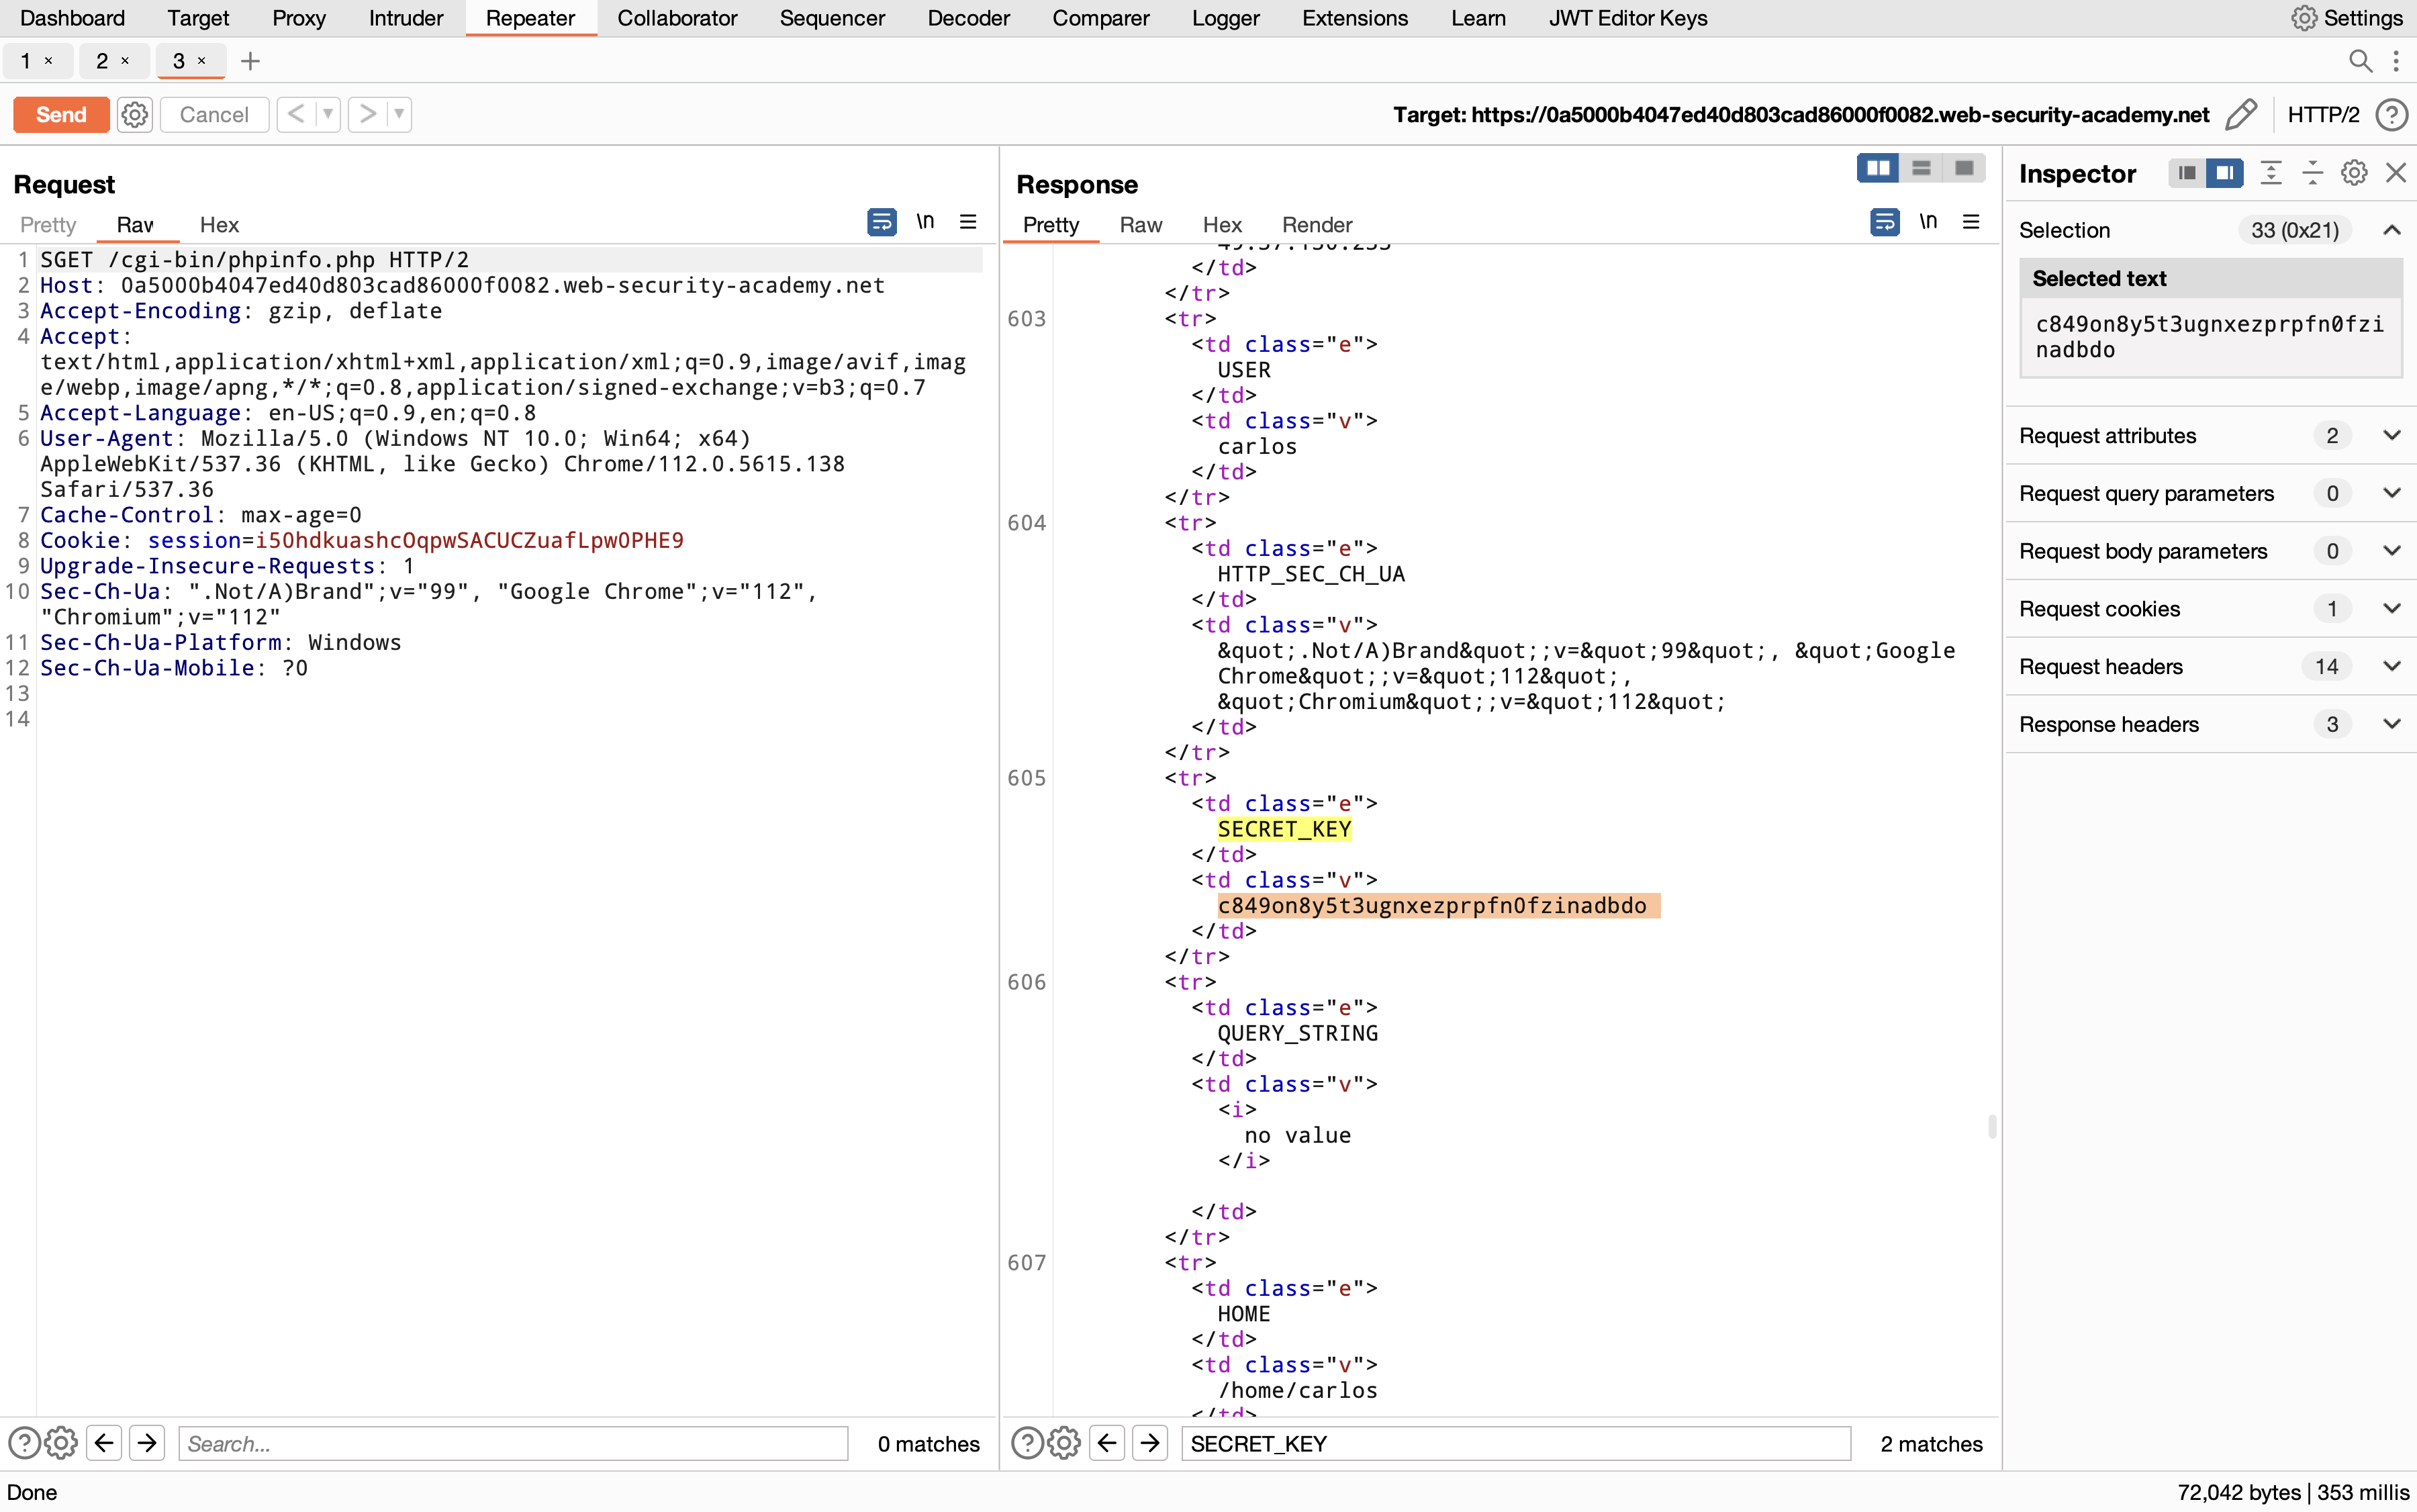 Dashboard Target Proxy Intruder Repeater Collaborator Sequencer Decoder Comparer Logger Extensions Learn JWT Editor Keys Settings
1 × 2 × 3 × +
Send Cancel < > Target: https://0a5000b4047ed40d803cad86000f0082.web-security-academy.net HTTP/2 ?
Request
Pretty Raw Hex \n
1 SGET /cgi-bin/phpinfo.php HTTP/2
2 Host: 0a5000b4047ed40d803cad86000f0082.web-security-academy.net
3 Accept-Encoding: gzip, deflate
4 Accept:
text/html,application/xhtml+xml,application/xml;q=0.9,image/avif,imag
e/webp,image/apng,*/*;q=0.8,application/signed-exchange;v=b3;q=0.7
5 Accept-Language: en-US;q=0.9,en;q=0.8
6 User-Agent: Mozilla/5.0 (Windows NT 10.0; Win64; x64)
AppleWebKit/537.36 (KHTML, like Gecko) Chrome/112.0.5615.138
Safari/537.36
7 Cache-Control: max-age=0
8 Cookie: session=i50hdkuashcOqpwSACUCZuafLpw0PHE9
9 Upgrade-Insecure-Requests: 1
10 Sec-Ch-Ua: ".Not/A)Brand";v="99", "Google Chrome";v="112",
"Chromium";v="112"
11 Sec-Ch-Ua-Platform: Windows
12 Sec-Ch-Ua-Mobile: ?0
13
14
Search... 0 matches
Response
Pretty Raw Hex Render \n
</td>
</tr>
603 <tr>
<td class="e">
USER
</td>
<td class="v">
carlos
</td>
</tr>
604 <tr>
<td class="e">
HTTP_SEC_CH_UA
</td>
<td class="v">
&quot;.Not/A)Brand&quot;;v=&quot;99&quot;, &quot;Google
Chrome&quot;;v=&quot;112&quot;,
&quot;Chromium&quot;;v=&quot;112&quot;
</td>
</tr>
605 <tr>
<td class="e">
SECRET_KEY
</td>
<td class="v">
c849on8y5t3ugnxezprpfn0fzinadbdo
</td>
</tr>
606 <tr>
<td class="e">
QUERY_STRING
</td>
<td class="v">
<i>
no value
</i>
</td>
</tr>
607 <tr>
<td class="e">
HOME
</td>
<td class="v">
/home/carlos
</td>
SECRET_KEY 2 matches
Inspector
Selection 33 (0x21)
Selected text
c849on8y5t3ugnxezprpfn0fzi
nadbdo
Request attributes 2
Request query parameters 0
Request body parameters 0
Request cookies 1
Request headers 14
Response headers 3
Done 72,042 bytes | 353 millis